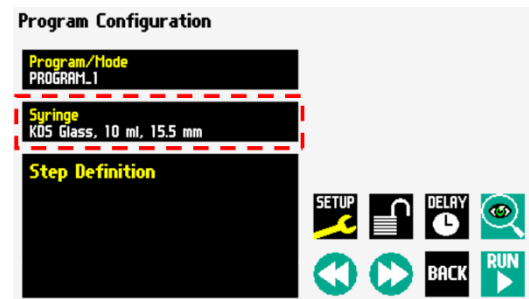 Program Configuration
Program/Mode
PROGRAM_1
Syringe
KDS Glass, 10 ml, 15.5 mm
Step Definition
SETUP
DELAY
BACK
RUN